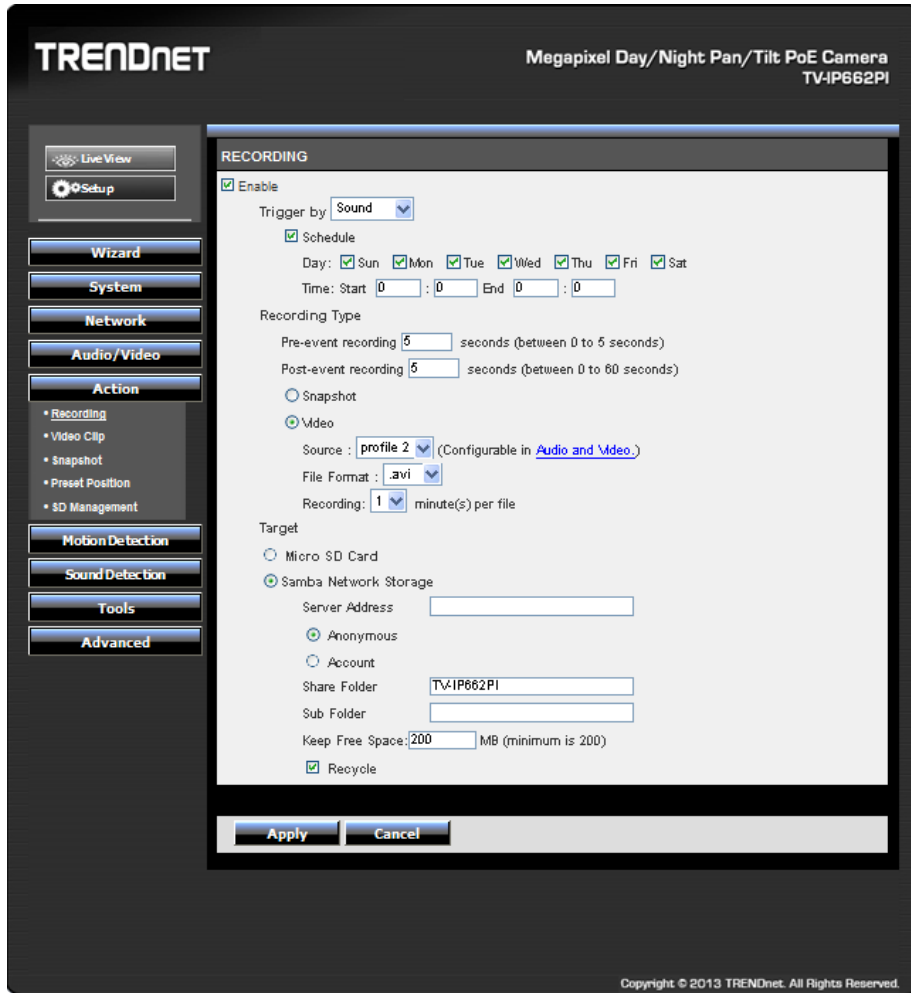 TRENDNET
Megapixel Day/Night Pan/Tilt PoE Camera
TV-IP662PI
Live View
Setup
Wizard
System
Network
Audio/Video
Action
• Recording
• Video Clip
• Snapshot
• Preset Position
• SD Management
Motion Detection
Sound Detection
Tools
Advanced
RECORDING
Enable
Trigger by Sound
Schedule
Day: Sun Mon Tue Wed Thu Fri Sat
Time: Start 0 : 0 End 0 : 0
Recording Type
Pre-event recording 5 seconds (between 0 to 5 seconds)
Post-event recording 5 seconds (between 0 to 60 seconds)
Snapshot
Video
Source : profile 2 (Configurable in Audio and Video.)
File Format : .avi
Recording: 1 minute(s) per file
Target
Micro SD Card
Samba Network Storage
Server Address
Anonymous
Account
Share Folder TV-IP662PI
Sub Folder
Keep Free Space: 200 MB (minimum is 200)
Recycle
Apply Cancel
Copyright © 2013 TRENDnet. All Rights Reserved.